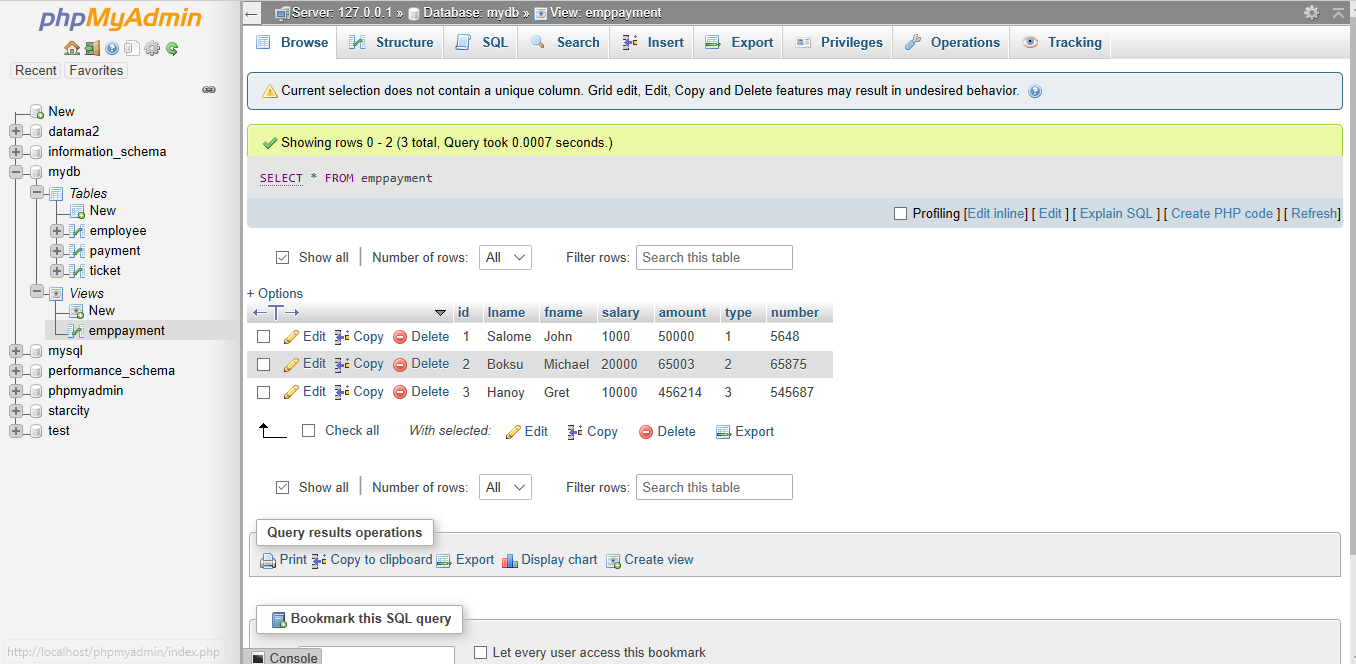 phpMyAdmin
Recent Favorites
New
datama2
information_schema
mydb
Tables
New
employee
payment
ticket
Views
New
emppayment
mysql
performance_schema
phpmyadmin
starcity
test
http://localhost/phpmyadmin/index.php
Server: 127.0.0.1 » Database: mydb » View: emppayment
Browse Structure SQL Search Insert Export Privileges Operations Tracking
Current selection does not contain a unique column. Grid edit, Edit, Copy and Delete features may result in undesired behavior.
Showing rows 0 - 2 (3 total, Query took 0.0007 seconds.)
SELECT * FROM emppayment
Profiling [Edit inline] [ Edit ] [ Explain SQL ] [ Create PHP code ] [ Refresh]
Show all | Number of rows: All Filter rows: Search this table
+ Options
←T→ id lname fname salary amount type number
Edit Copy Delete 1 Salome John 1000 50000 1 5648
Edit Copy Delete 2 Boksu Michael 20000 65003 2 65875
Edit Copy Delete 3 Hanoy Gret 10000 456214 3 545687
Check all With selected: Edit Copy Delete Export
Show all | Number of rows: All Filter rows: Search this table
Query results operations
Print Copy to clipboard Export Display chart Create view
Bookmark this SQL query
Let every user access this bookmark
Console